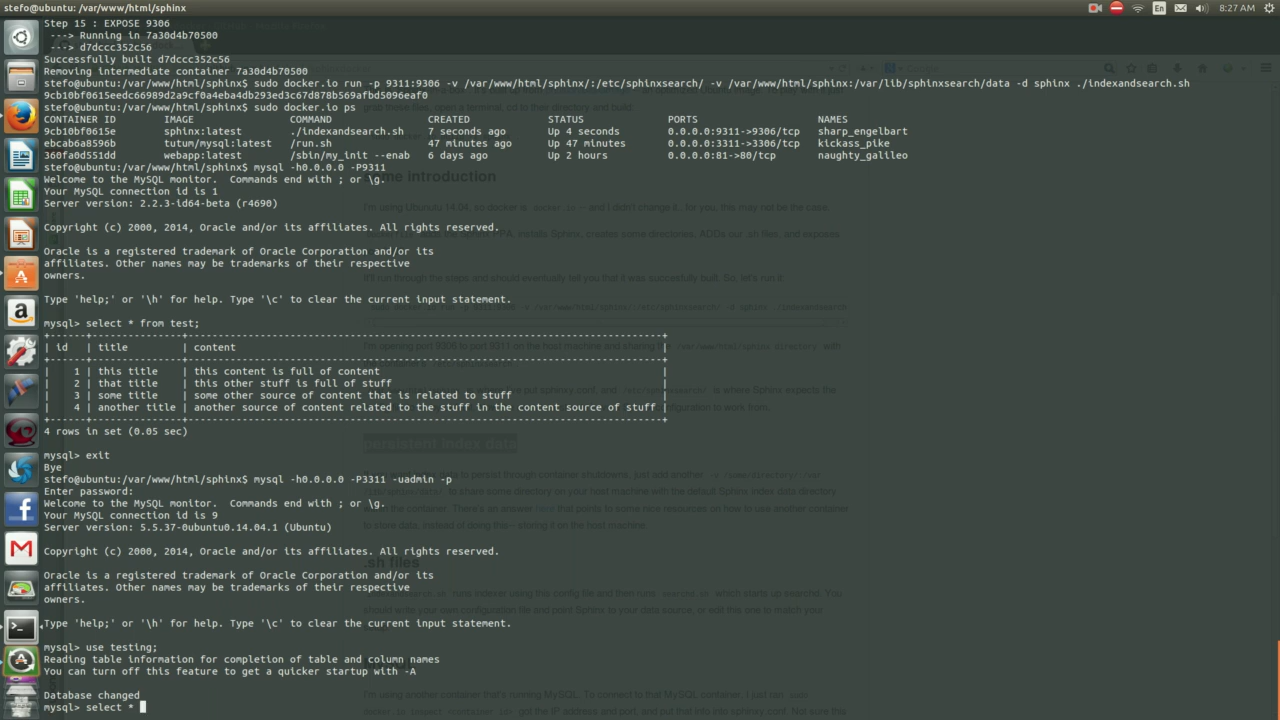 stefo@ubuntu: /var/www/html/sphinx
En
8:27 AM
Step 15 : EXPOSE 9306
---> Running in 7a30d4b70500
---> d7dccc352c56
Successfully built d7dccc352c56
Removing intermediate container 7a30d4b70500
stefo@ubuntu:/var/www/html/sphinx$ sudo docker.io run -p 9311:9306 -v /var/www/html/sphinx/:/etc/sphinxsearch/ -v /var/www/html/sphinx/:/var/lib/sphinxsearch/data -d sphinx ./indexandsearch.sh
9cb10bf0615eedc66989d2a9cf0a4eba4db293ed3c67d878b569afbd5096eaf0
stefo@ubuntu:/var/www/html/sphinx$ sudo docker.io ps
CONTAINER ID IMAGE COMMAND CREATED STATUS PORTS NAMES
9cb10bf0615e sphinx:latest ./indexandsearch.sh 7 seconds ago Up 4 seconds 0.0.0.0:9311->9306/tcp sharp_engelbart
ebcab6a8596b tutum/mysql:latest /run.sh 47 minutes ago Up 47 minutes 0.0.0.0:3311->3306/tcp kickass_pike
360fa0d551dd webapp:latest /sbin/my_init --enab 6 days ago Up 2 hours 0.0.0.0:81->80/tcp naughty_galileo
stefo@ubuntu:/var/www/html/sphinx$ mysql -h0.0.0.0 -P9311
Welcome to the MySQL monitor.  Commands end with ; or \g.
Your MySQL connection id is 1
Server version: 2.2.3-id64-beta (r4690)
Copyright (c) 2000, 2014, Oracle and/or its affiliates. All rights reserved.
Oracle is a registered trademark of Oracle Corporation and/or its
affiliates. Other names may be trademarks of their respective
owners.
Type 'help;' or '\h' for help. Type '\c' to clear the current input statement.
mysql> select * from test;
+------+---------------+-----------------------------------------------------------------------------+
| id | title | content |
+------+---------------+-----------------------------------------------------------------------------+
| 1 | this title | this content is full of content |
| 2 | that title | this other stuff is full of stuff |
| 3 | some title | some other source of content that is related to stuff |
| 4 | another title | another source of content related to the stuff in the content source of stuff |
+------+---------------+-----------------------------------------------------------------------------+
4 rows in set (0.05 sec)
mysql> exit
Bye
stefo@ubuntu:/var/www/html/sphinx$ mysql -h0.0.0.0 -P3311 -uadmin -p
Enter password:
Welcome to the MySQL monitor.  Commands end with ; or \g.
Your MySQL connection id is 9
Server version: 5.5.37-0ubuntu0.14.04.1 (Ubuntu)
Copyright (c) 2000, 2014, Oracle and/or its affiliates. All rights reserved.
Oracle is a registered trademark of Oracle Corporation and/or its
affiliates. Other names may be trademarks of their respective
owners.
Type 'help;' or '\h' for help. Type '\c' to clear the current input statement.
mysql> use testing;
Reading table information for completion of table and column names
You can turn off this feature to get a quicker startup with -A
Database changed
mysql> select *
some introduction
persistent index data
.sh files